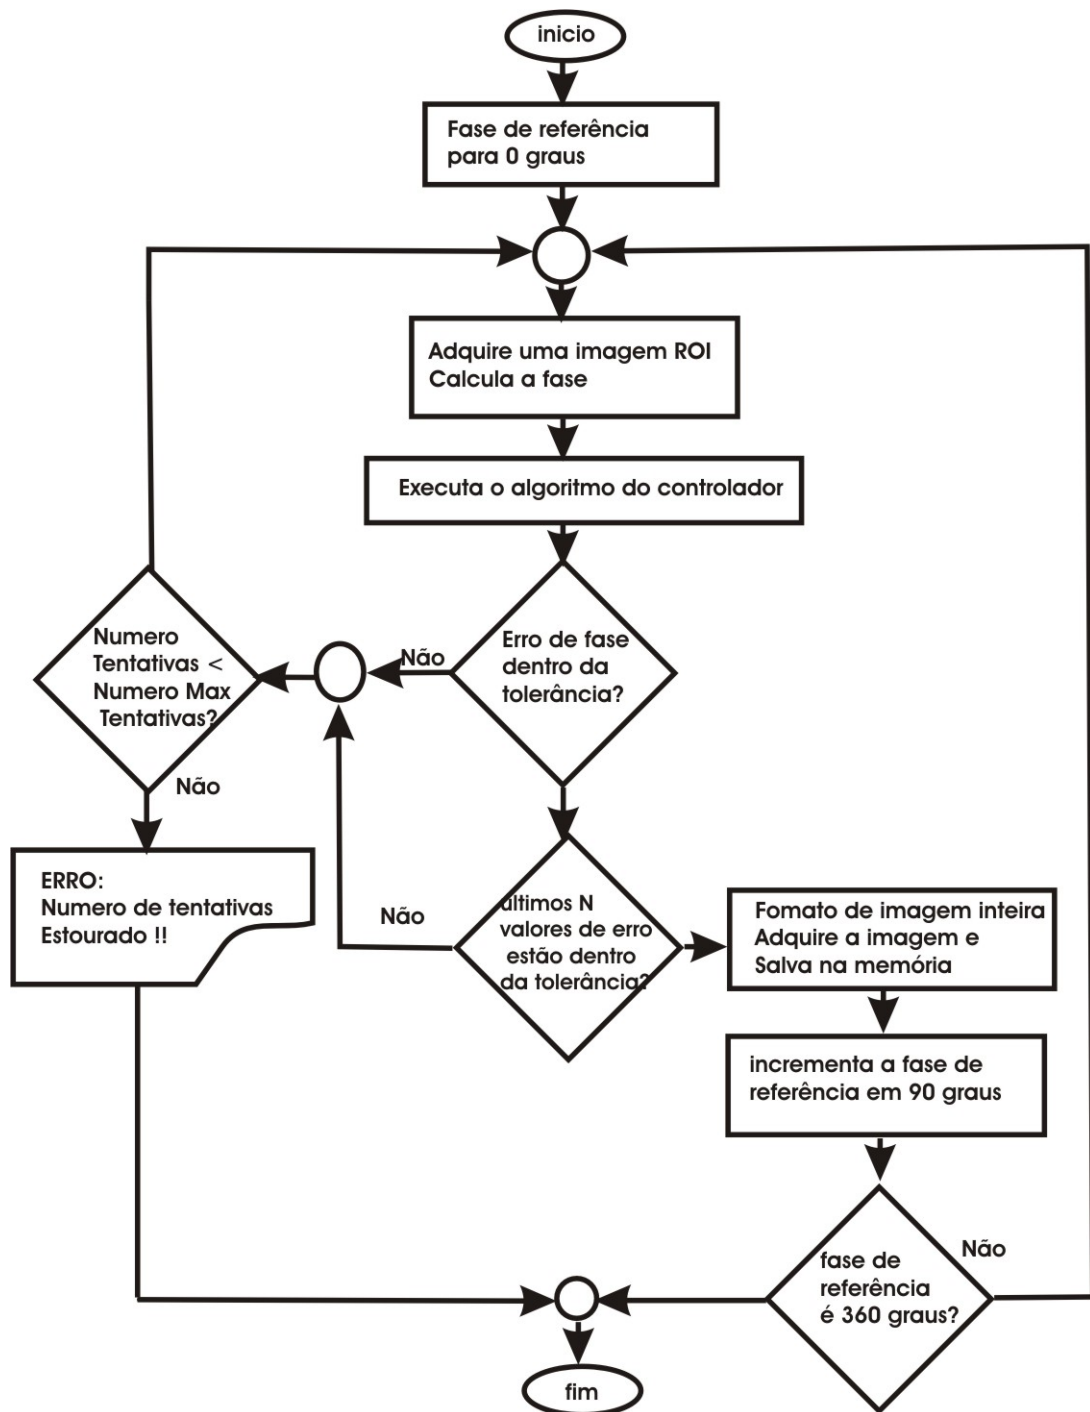 inicio
Fase de referência
para 0 graus
Adquire uma imagem ROI
Calcula a fase
Executa o algoritmo do controlador
Erro de fase
dentro da
tolerância?
Não
Numero
Tentativas <
Numero Max
Tentativas?
Não
ERRO:
Numero de tentativas
Estourado !!
últimos N
valores de erro
estão dentro
da tolerância?
Não
Fomato de imagem inteira
Adquire a imagem e
Salva na memória
incrementa a fase de
referência em 90 graus
fase de
referência
é 360 graus?
Não
fim